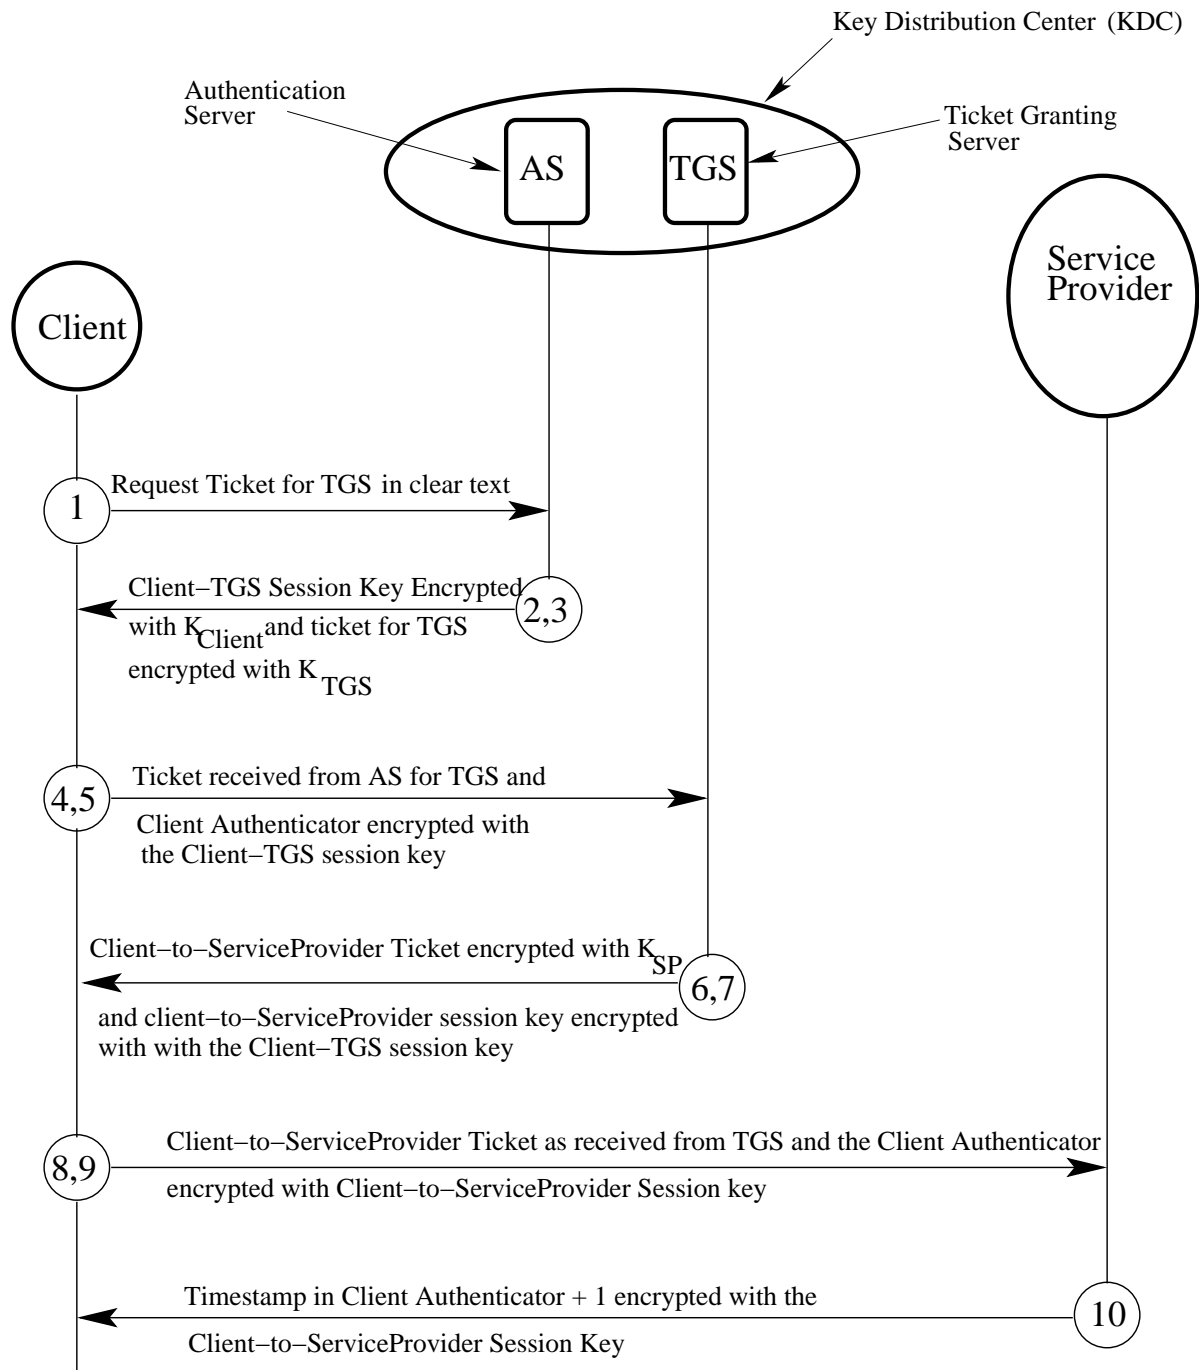 Key Distribution Center (KDC)
Authentication
Server
Ticket Granting
Server
AS
TGS
Service
Provider
Client
1
Request Ticket for TGS in clear text
Client–TGS Session Key Encrypted
2,3
with K Client and ticket for TGS
encrypted with K TGS
4,5
Ticket received from AS for TGS and
Client Authenticator encrypted with
the Client–TGS session key
Client–to–ServiceProvider Ticket encrypted with K SP
6,7
and client–to–ServiceProvider session key encrypted
with with the Client–TGS session key
8,9
Client–to–ServiceProvider Ticket as received from TGS and the Client Authenticator
encrypted with Client–to–ServiceProvider Session key
Timestamp in Client Authenticator + 1 encrypted with the
10
Client–to–ServiceProvider Session Key